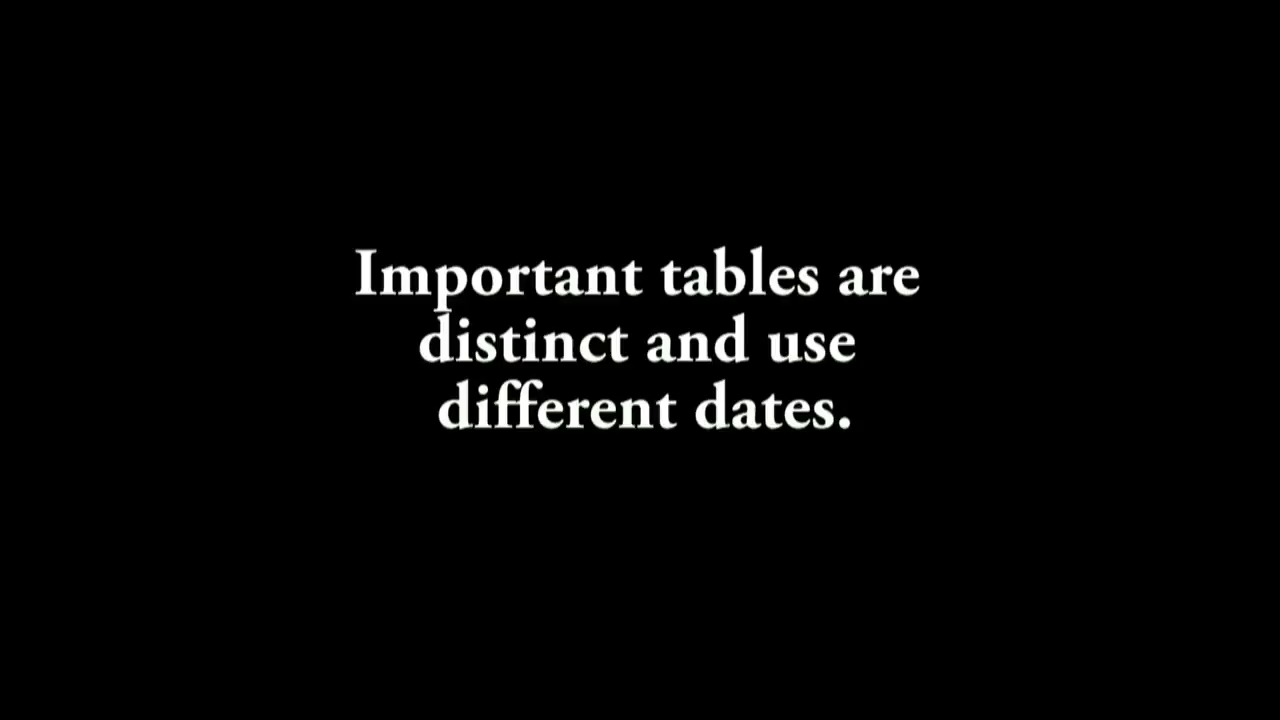 Important tables are
distinct and use
different dates.